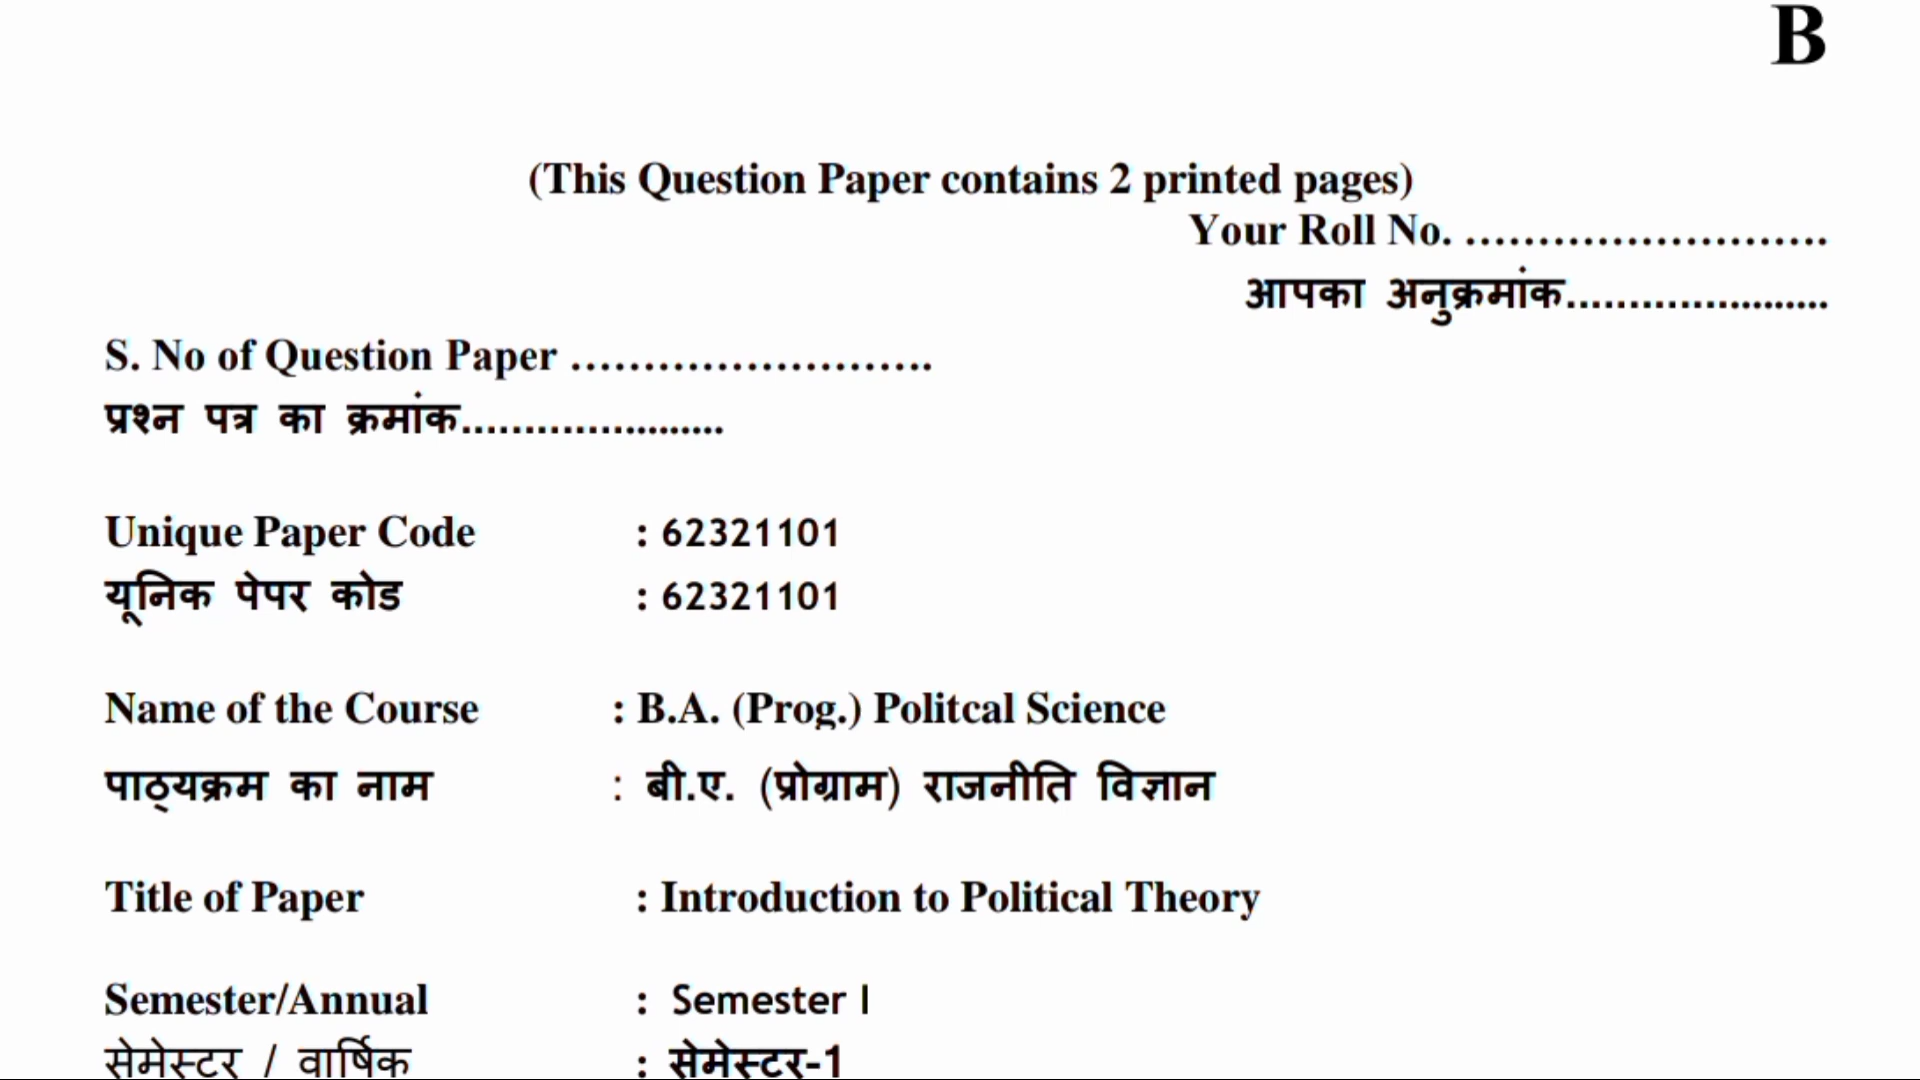 B
(This Question Paper contains 2 printed pages)
Your Roll No. .........................
आपका अनुक्रमांक.....................
S. No of Question Paper .........................
प्रश्न पत्र का क्रमांक.....................
Unique Paper Code : 62321101
यूनिक पेपर कोड : 62321101
Name of the Course : B.A. (Prog.) Politcal Science
पाठ्यक्रम का नाम : बी.ए. (प्रोग्राम) राजनीति विज्ञान
Title of Paper : Introduction to Political Theory
Semester/Annual : Semester I
सेमेस्टर / वार्षिक : सेमेस्टर-1